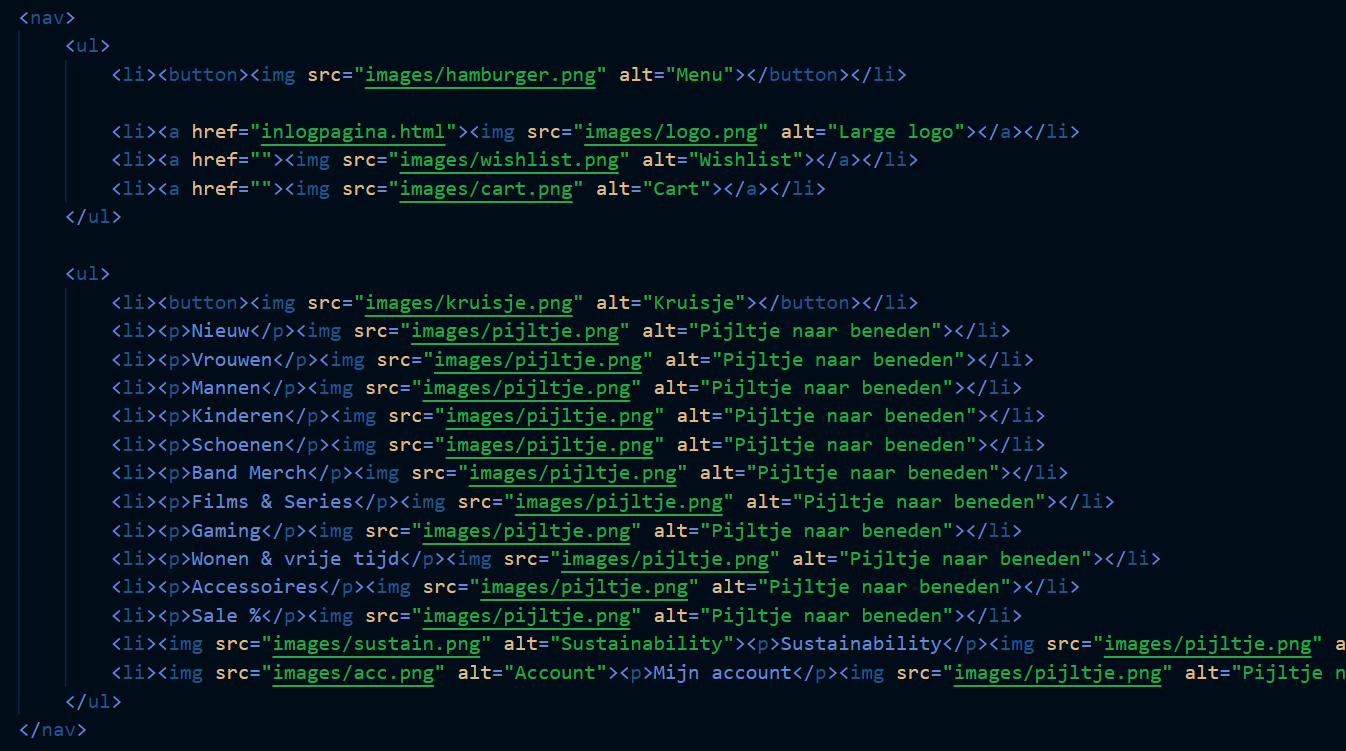 <nav>
<ul>
<li><button><img src="images/hamburger.png" alt="Menu"></button></li>
<li><a href="inlogpagina.html"><img src="images/logo.png" alt="Large logo"></a></li>
<li><a href=""><img src="images/wishlist.png" alt="Wishlist"></a></li>
<li><a href=""><img src="images/cart.png" alt="Cart"></a></li>
</ul>
<ul>
<li><button><img src="images/kruisje.png" alt="Kruisje"></button></li>
<li><p>Nieuw</p><img src="images/pijltje.png" alt="Pijltje naar beneden"></li>
<li><p>Vrouwen</p><img src="images/pijltje.png" alt="Pijltje naar beneden"></li>
<li><p>Mannen</p><img src="images/pijltje.png" alt="Pijltje naar beneden"></li>
<li><p>Kinderen</p><img src="images/pijltje.png" alt="Pijltje naar beneden"></li>
<li><p>Schoenen</p><img src="images/pijltje.png" alt="Pijltje naar beneden"></li>
<li><p>Band Merch</p><img src="images/pijltje.png" alt="Pijltje naar beneden"></li>
<li><p>Films & Series</p><img src="images/pijltje.png" alt="Pijltje naar beneden"></li>
<li><p>Gaming</p><img src="images/pijltje.png" alt="Pijltje naar beneden"></li>
<li><p>Wonen & vrije tijd</p><img src="images/pijltje.png" alt="Pijltje naar beneden"></li>
<li><p>Accessoires</p><img src="images/pijltje.png" alt="Pijltje naar beneden"></li>
<li><p>Sale %</p><img src="images/pijltje.png" alt="Pijltje naar beneden"></li>
<li><img src="images/sustain.png" alt="Sustainability"><p>Sustainability</p><img src="images/pijltje.png" a
<li><img src="images/acc.png" alt="Account"><p>Mijn account</p><img src="images/pijltje.png" alt="Pijltje n
</ul>
</nav>